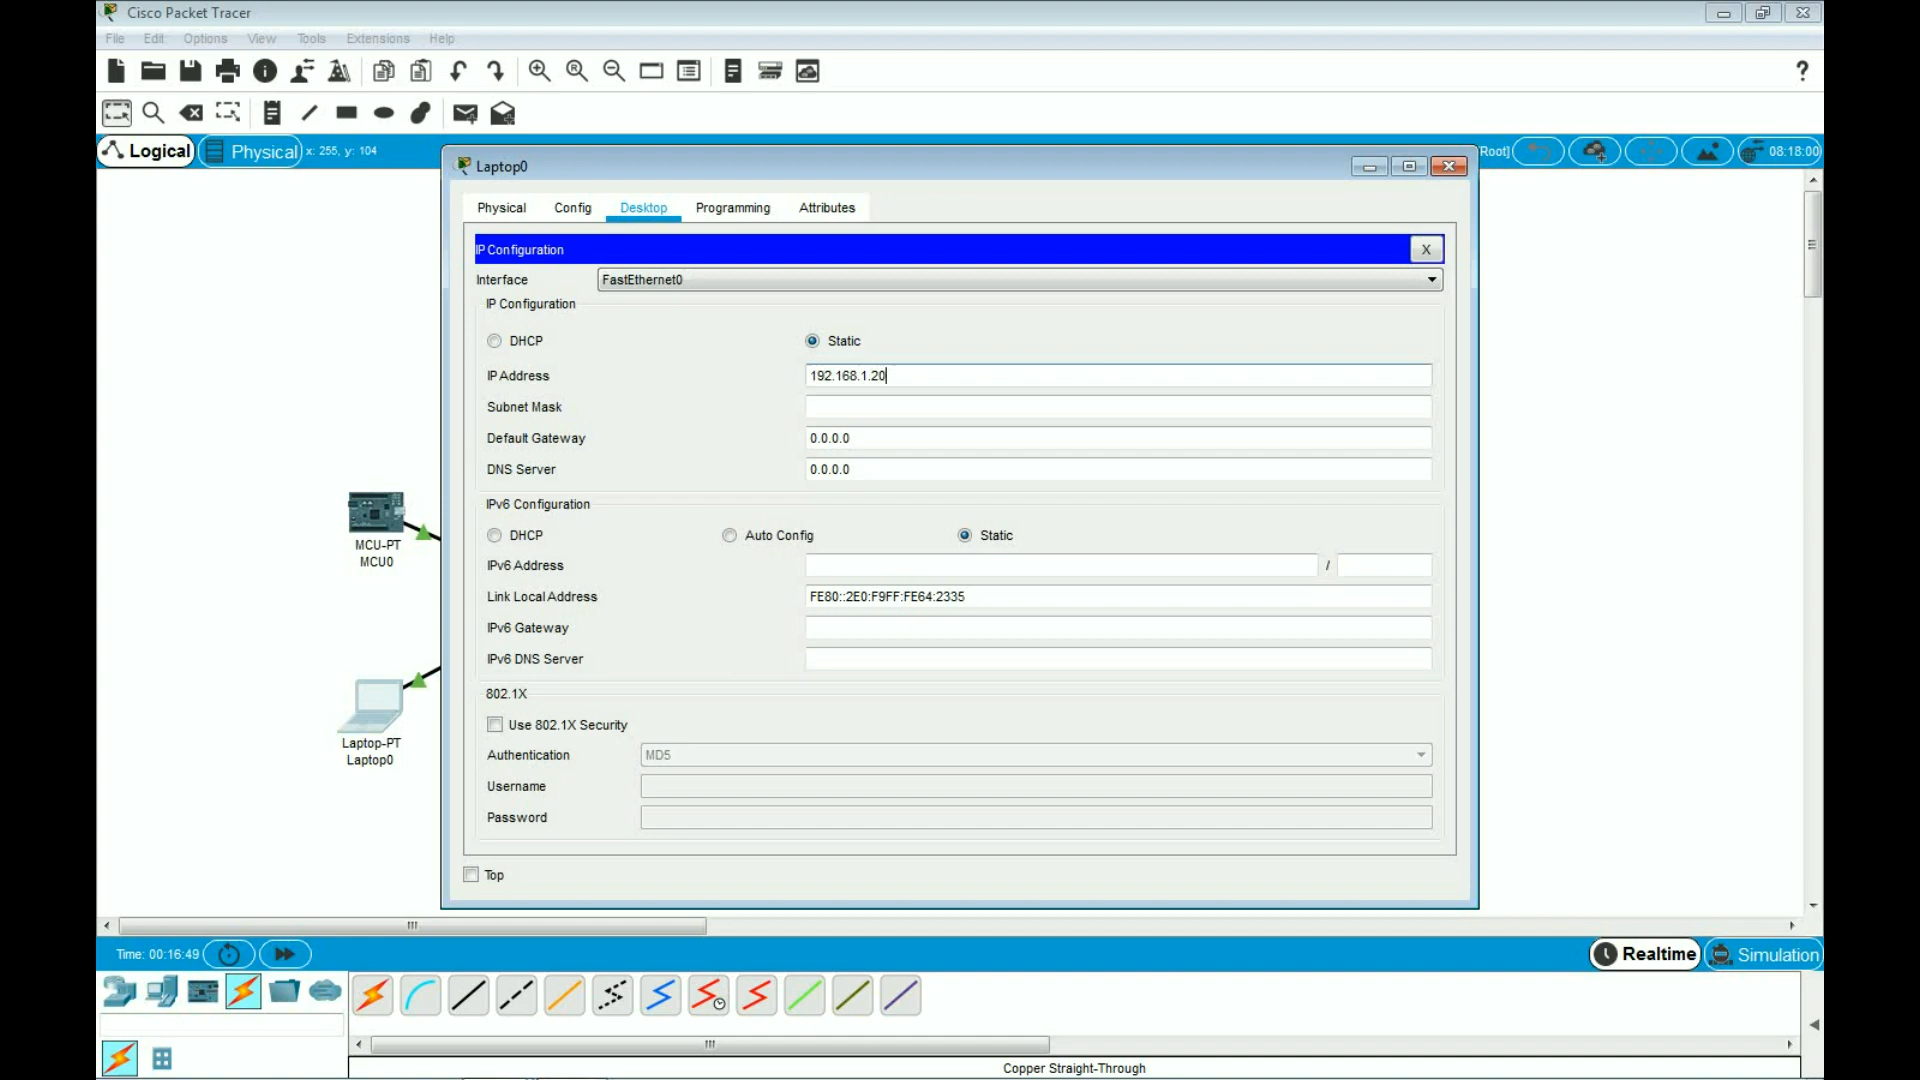 Cisco Packet Tracer
File Edit Options View Tools Extensions Help
?
Logical Physical x: 255, y: 104
[Root] 08:18:00
Laptop0
Physical Config Desktop Programming Attributes
IP Configuration X
Interface FastEthernet0
IP Configuration
DHCP Static
IP Address 192.168.1.20
Subnet Mask
Default Gateway 0.0.0.0
DNS Server 0.0.0.0
IPv6 Configuration
DHCP Auto Config Static
IPv6 Address /
Link Local Address FE80::2E0:F9FF:FE64:2335
IPv6 Gateway
IPv6 DNS Server
802.1X
Use 802.1X Security
Authentication MD5
Username
Password
Top
MCU-PT
MCU0
Laptop-PT
Laptop0
Time: 00:16:49
Realtime Simulation
Copper Straight-Through